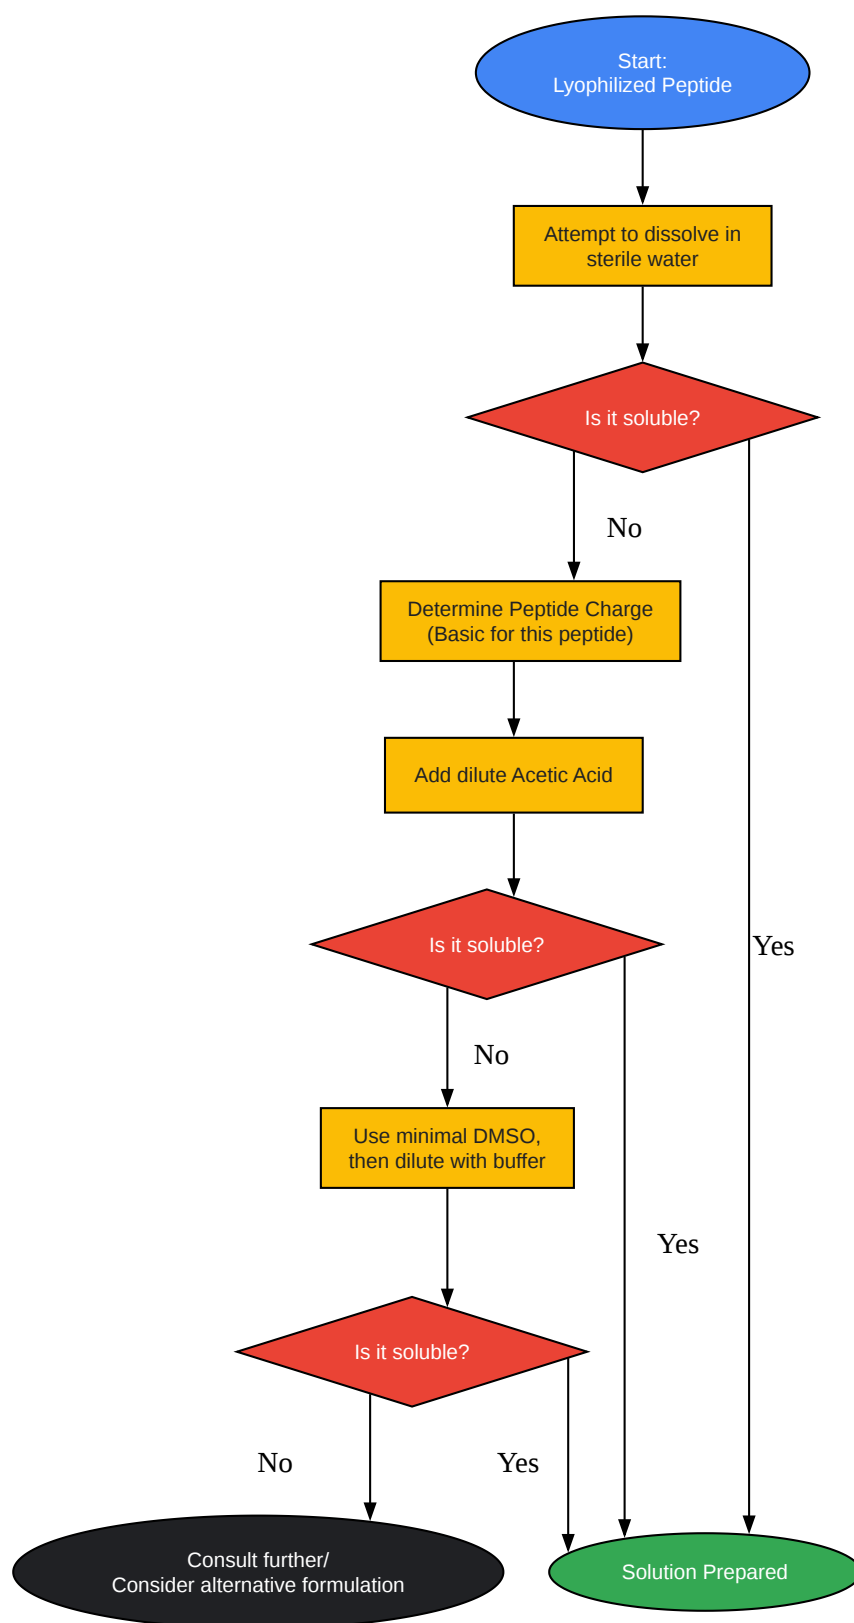 Start:
Lyophilized Peptide
Attempt to dissolve in
sterile water
Is it soluble?
No
Determine Peptide Charge
(Basic for this peptide)
Add dilute Acetic Acid
Is it soluble?
Yes
No
Use minimal DMSO,
then dilute with buffer
Yes
Is it soluble?
No
Yes
Consult further/
Consider alternative formulation
Solution Prepared